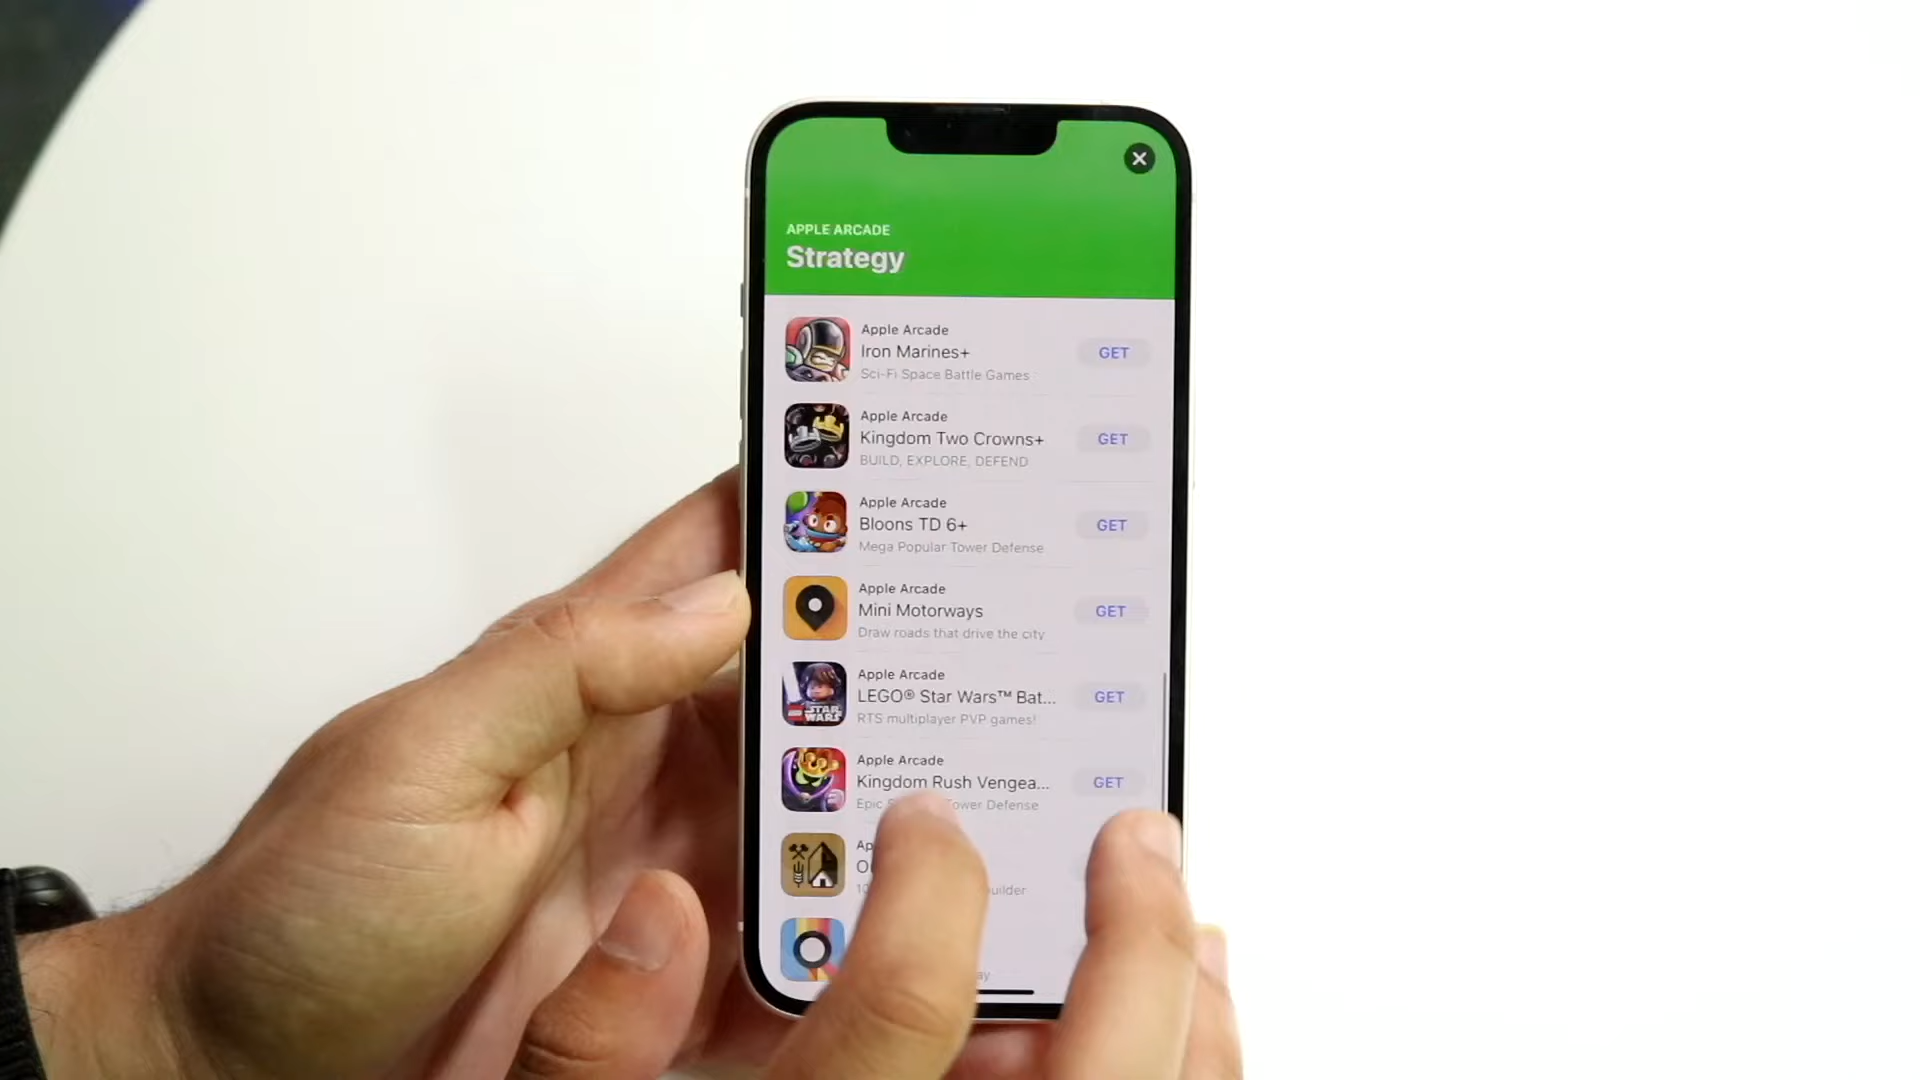 APPLE ARCADE
Strategy
Apple Arcade
Iron Marines+
Sci-Fi Space Battle Games
GET
Apple Arcade
Kingdom Two Crowns+
BUILD, EXPLORE, DEFEND
GET
Apple Arcade
Bloons TD 6+
Mega Popular Tower Defense
GET
Apple Arcade
Mini Motorways
Draw roads that drive the city
GET
STAR
WARS
Apple Arcade
LEGO® Star Wars™ Bat...
RTS multiplayer PVP games!
GET
Apple Arcade
Kingdom Rush Vengea...
Epic Tower Defense
GET